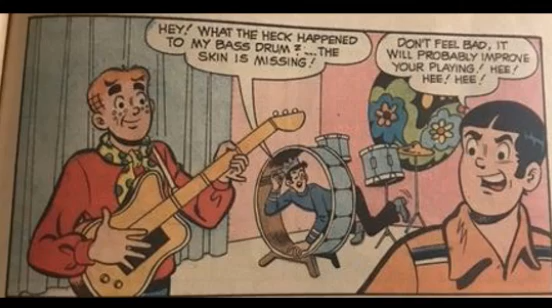 HEY! WHAT THE HECK HAPPENED
TO MY BASS DRUM? ...THE
SKIN IS MISSING!
DON'T FEEL BAD, IT
WILL PROBABLY IMPROVE
YOUR PLAYING! HEE!
HEE! HEE!